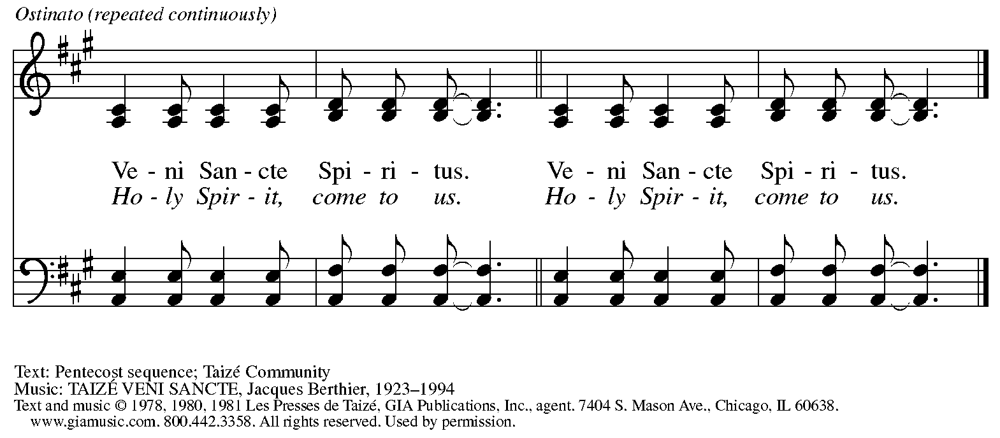 Ostinato (repeated continuously)
Ve - ni San - cte Spi - ri - tus. Ve - ni San - cte Spi - ri - tus.
Ho - ly Spir - it, come to us. Ho - ly Spir - it, come to us.
Text: Pentecost sequence; Taizé Community
Music: TAIZÉ VENI SANCTE, Jacques Berthier, 1923–1994
Text and music © 1978, 1980, 1981 Les Presses de Taizé, GIA Publications, Inc., agent. 7404 S. Mason Ave., Chicago, IL 60638.
www.giamusic.com. 800.442.3358. All rights reserved. Used by permission.